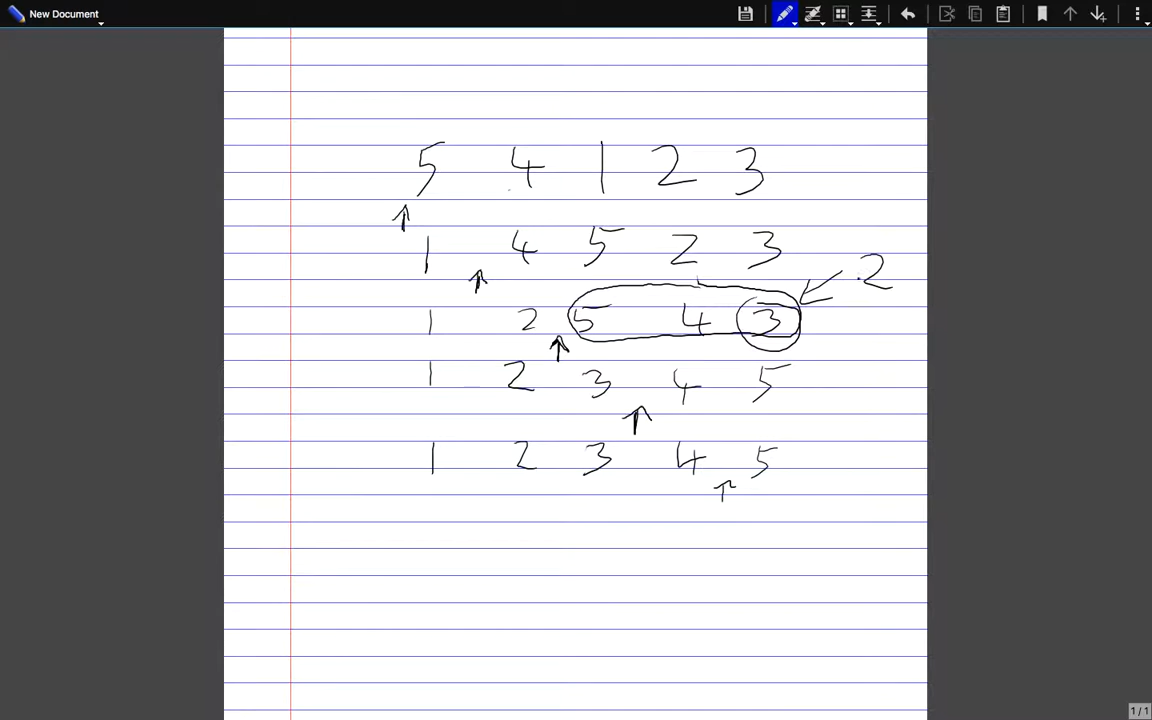 New Document
5 4 1 2 3
1 4 5 2 3
2
1 2 5 4 3
1 2 3 4 5
1 2 3 4 5
1/1